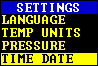 SETTINGS
LANGUAGE
TEMP UNITS
PRESSURE
TIME DATE